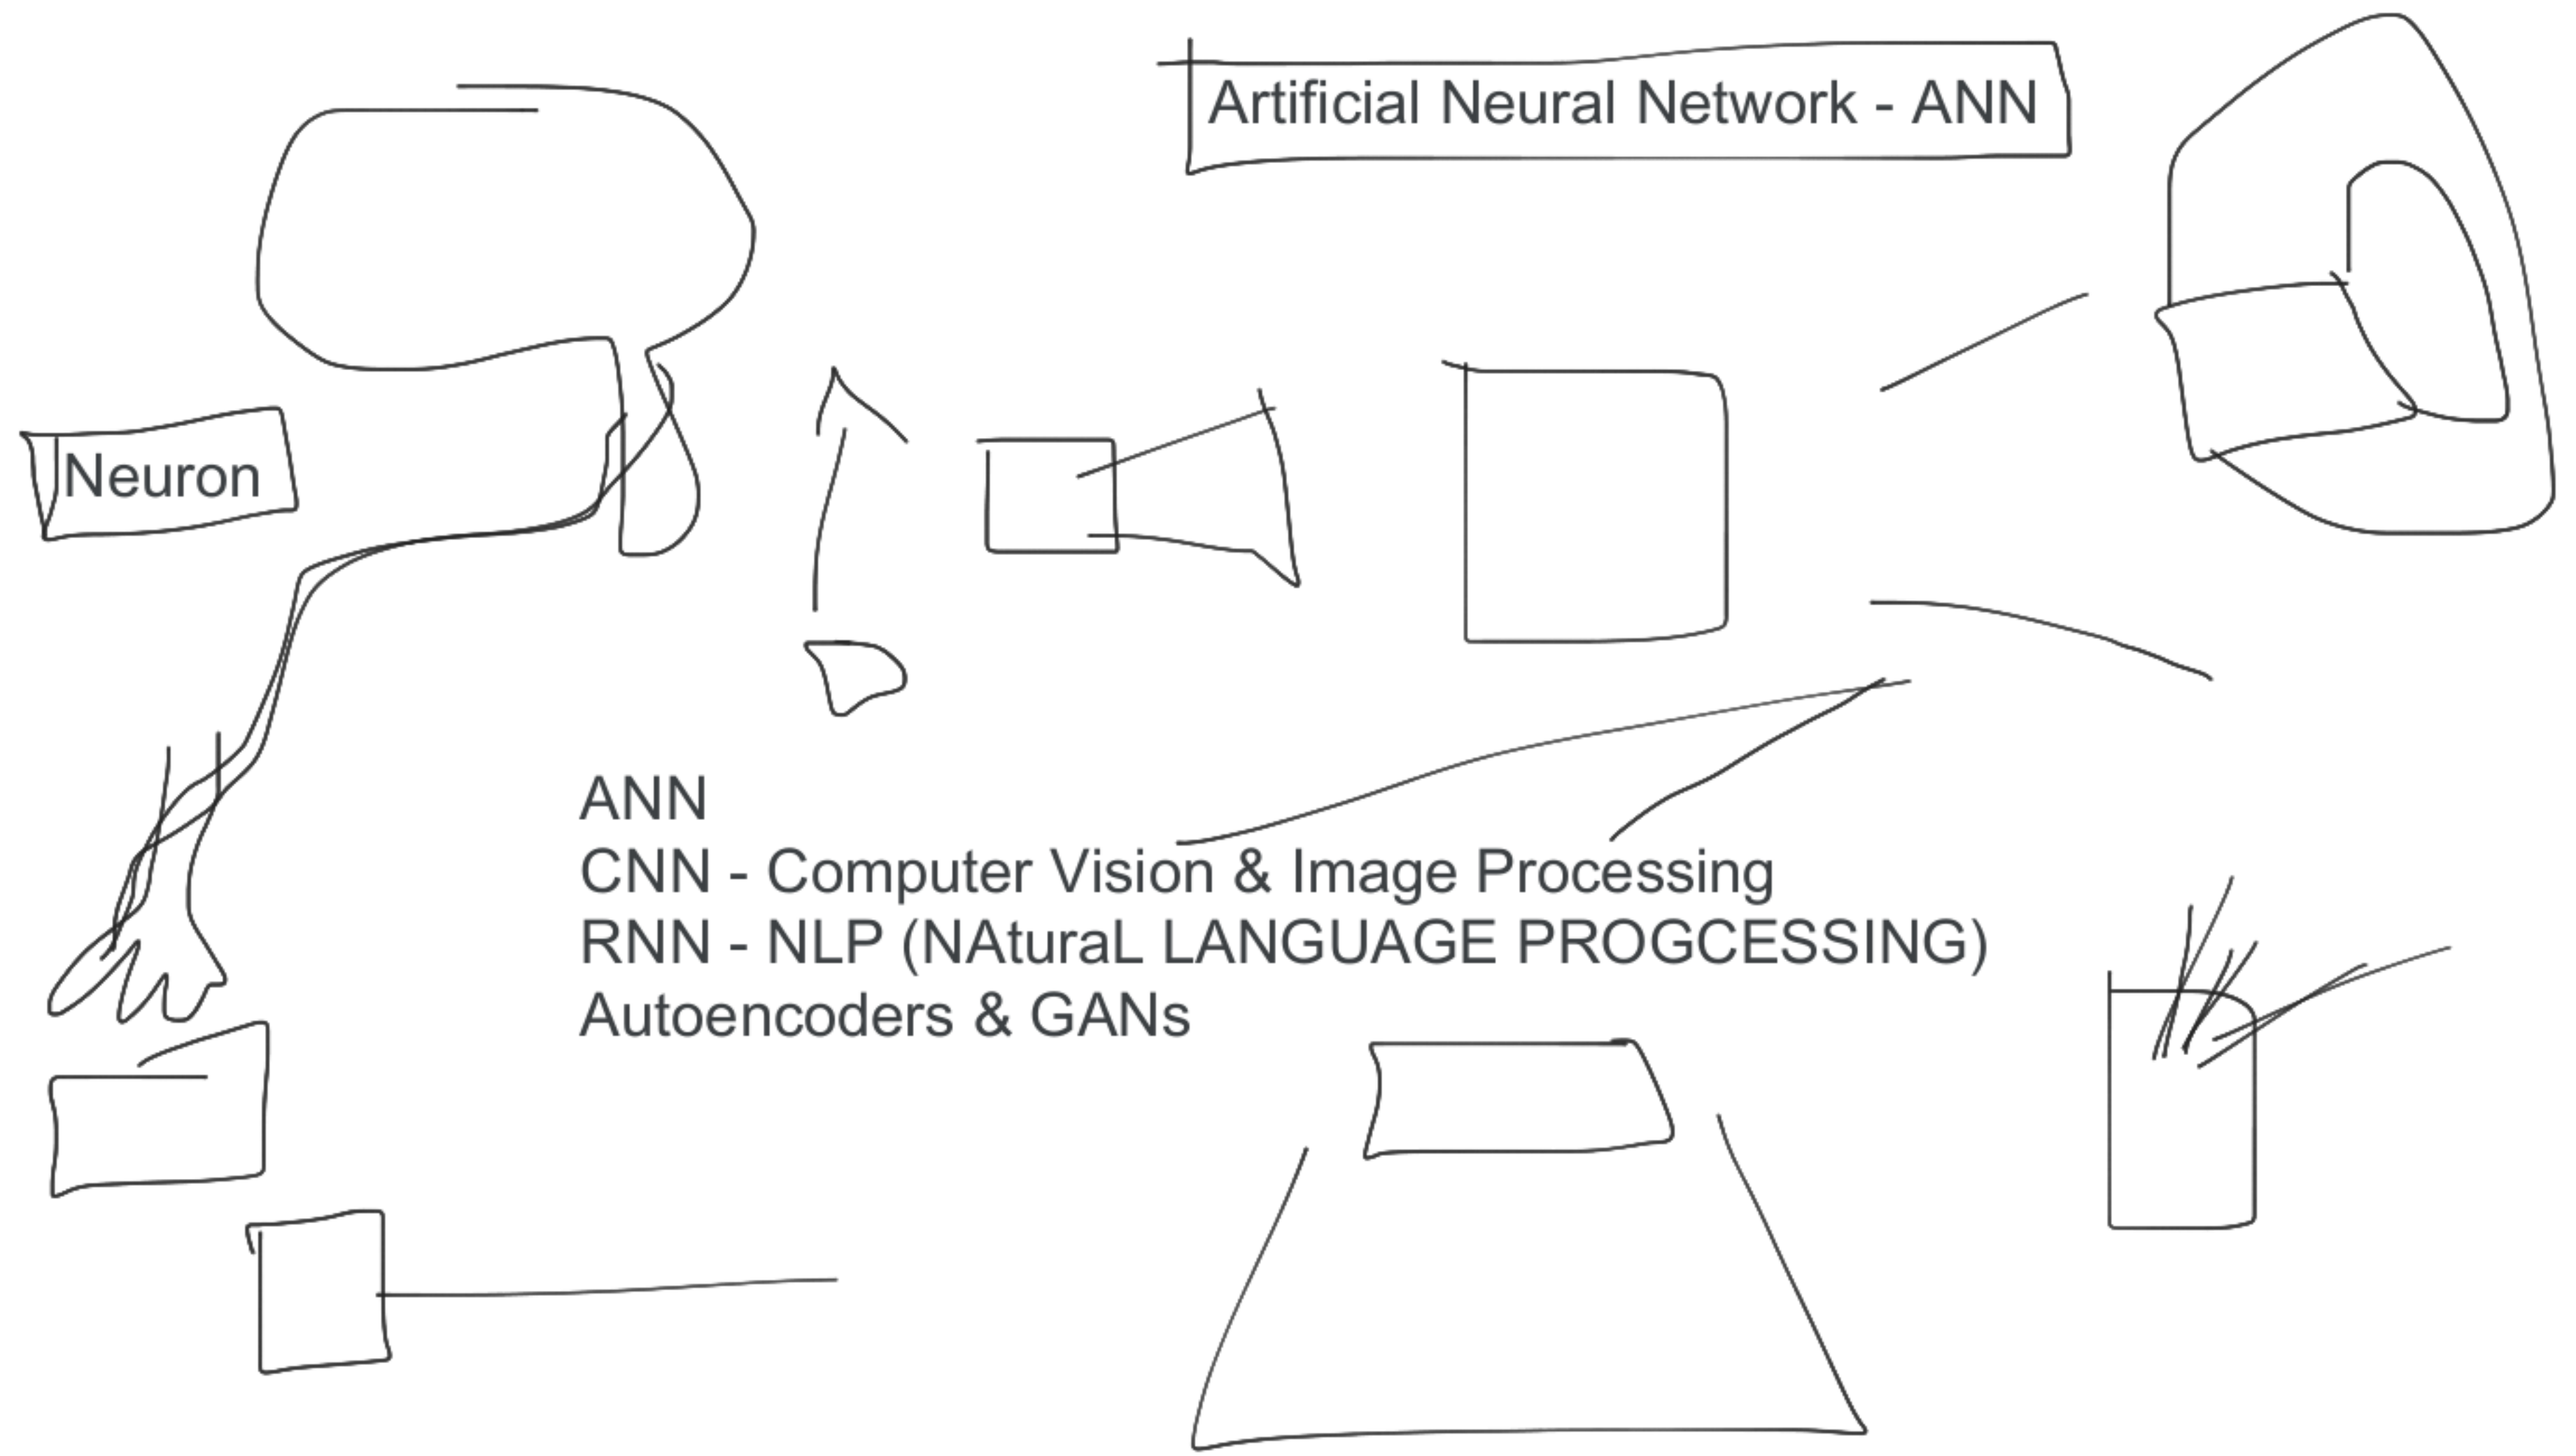 Artificial Neural Network - ANN
Neuron
ANN
CNN - Computer Vision & Image Processing
RNN - NLP (NAturaL LANGUAGE PROGCESSING)
Autoencoders & GANs